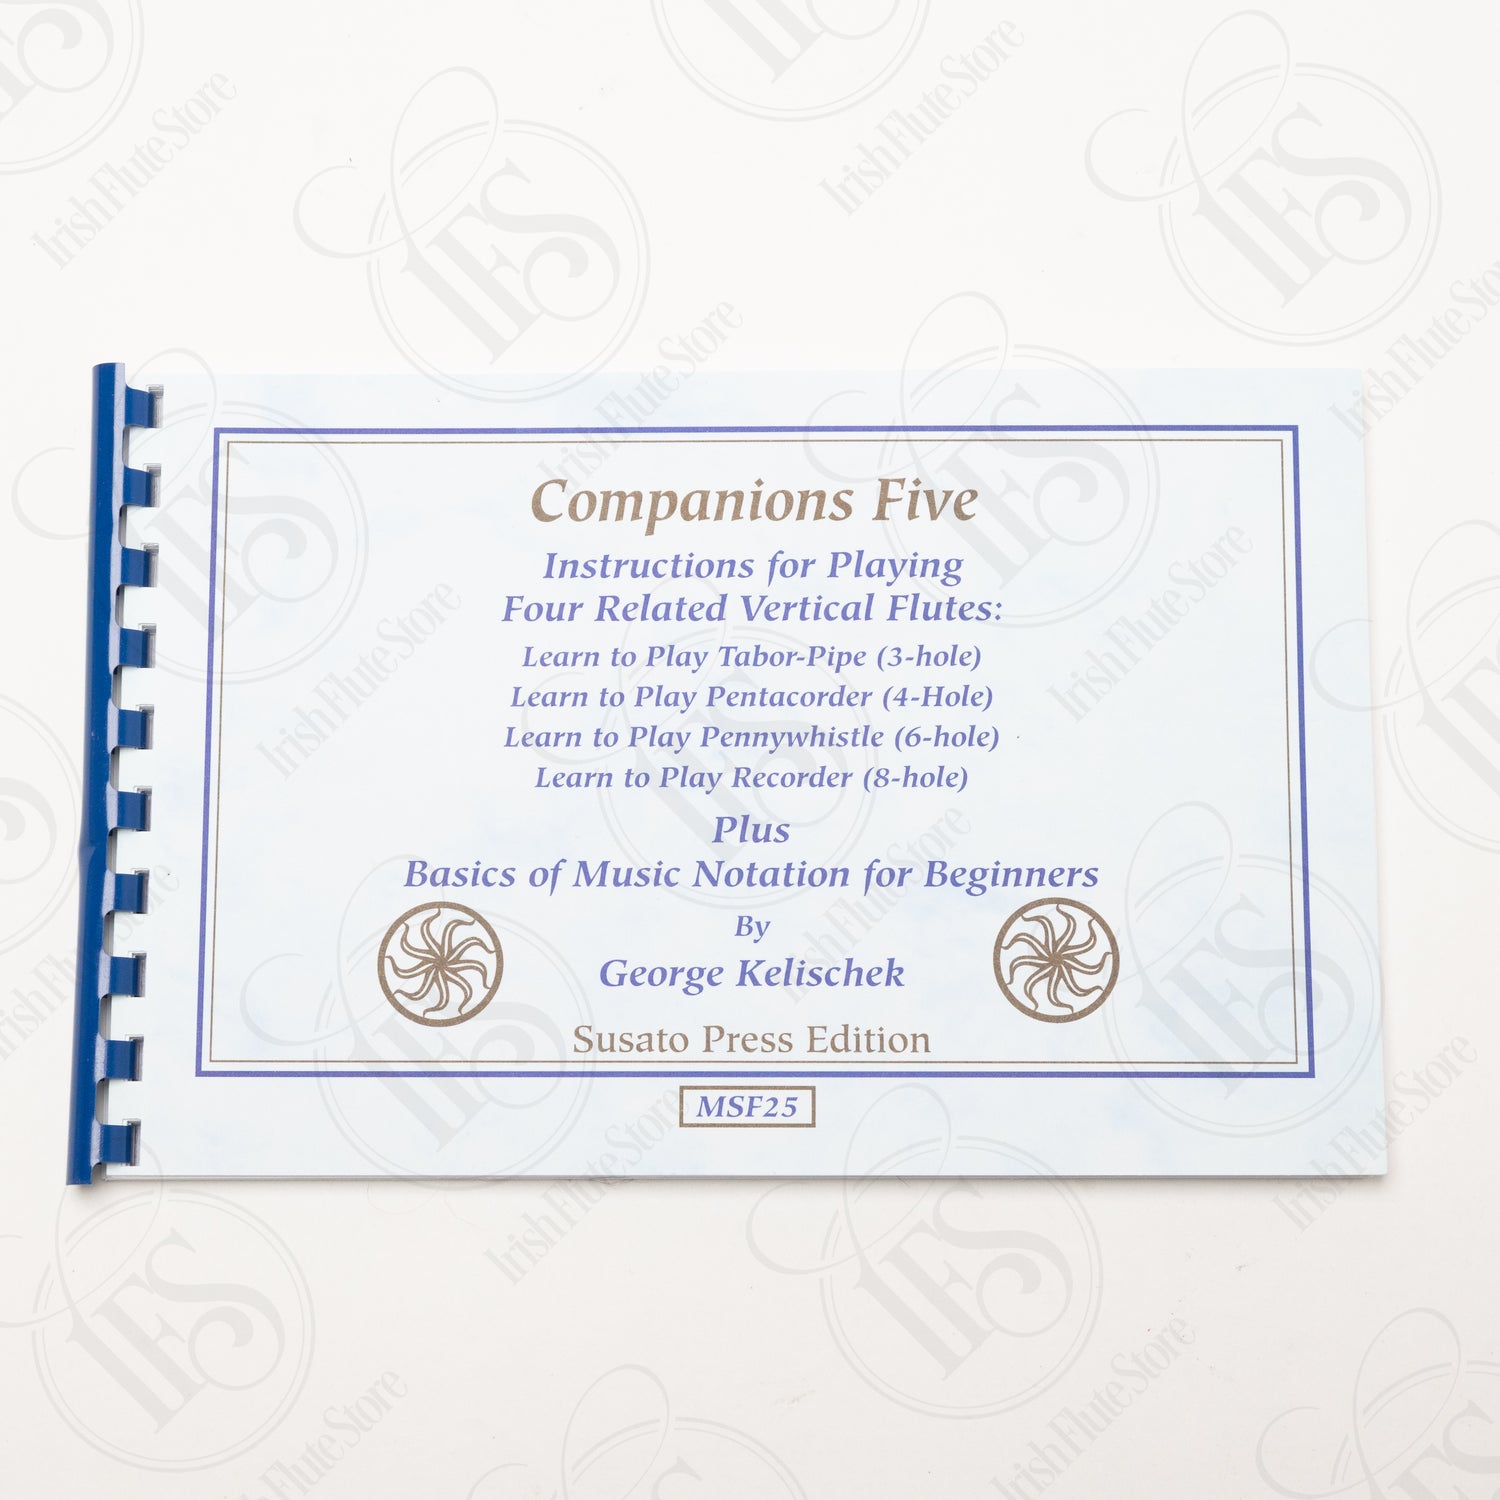 Companions Five
Instructions for Playing
Four Related Vertical Flutes:
Learn to Play Tabor-Pipe (3-hole)
Learn to Play Pentacorder (4-Hole)
Learn to Play Pennywhistle (6-hole)
Learn to Play Recorder (8-hole)
Plus
Basics of Music Notation for Beginners
By
George Kelischek
Susato Press Edition
MSF25
IrishFluteStore
IFS